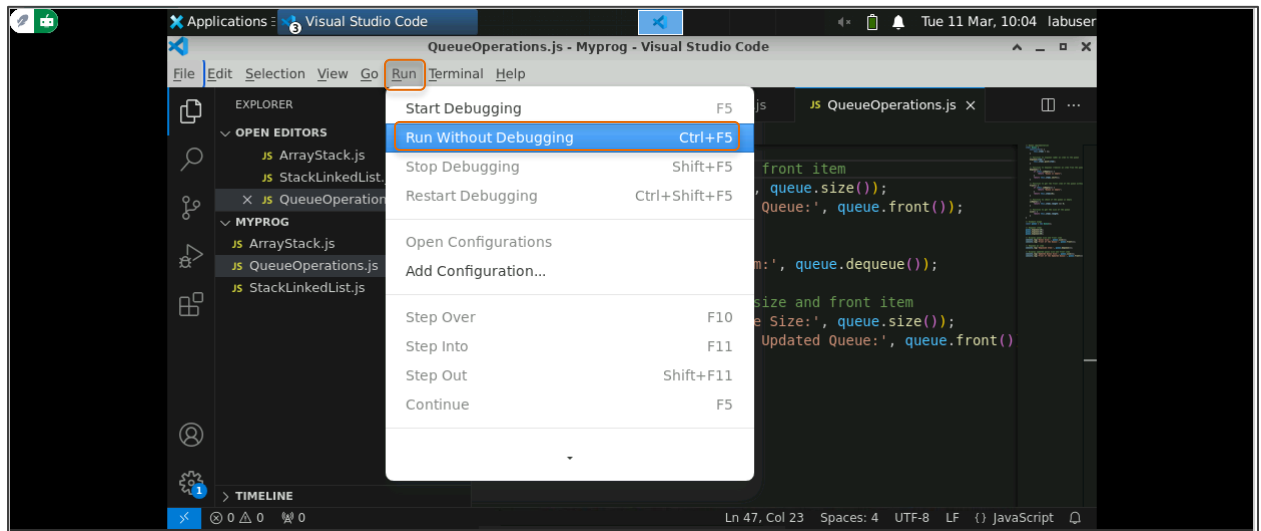 Applications
3
Visual Studio Code
Tue 11 Mar, 10:04 labuser
QueueOperations.js - Myprog - Visual Studio Code
File Edit Selection View Go Run Terminal Help
EXPLORER
OPEN EDITORS
JS ArrayStack.js
JS StackLinkedList.
JS QueueOperation
MYPROG
JS ArrayStack.js
JS QueueOperations.js
JS StackLinkedList.js
TIMELINE
Start Debugging F5
Run Without Debugging Ctrl+F5
Stop Debugging Shift+F5
Restart Debugging Ctrl+Shift+F5
Open Configurations
Add Configuration...
Step Over F10
Step Into F11
Step Out Shift+F11
Continue F5
js
JS QueueOperations.js
front item
, queue.size());
Queue:', queue.front());
m:', queue.dequeue());
size and front item
e Size:', queue.size());
Updated Queue:', queue.front()
1
0 0 0
Ln 47, Col 23 Spaces: 4 UTF-8 LF {} JavaScript